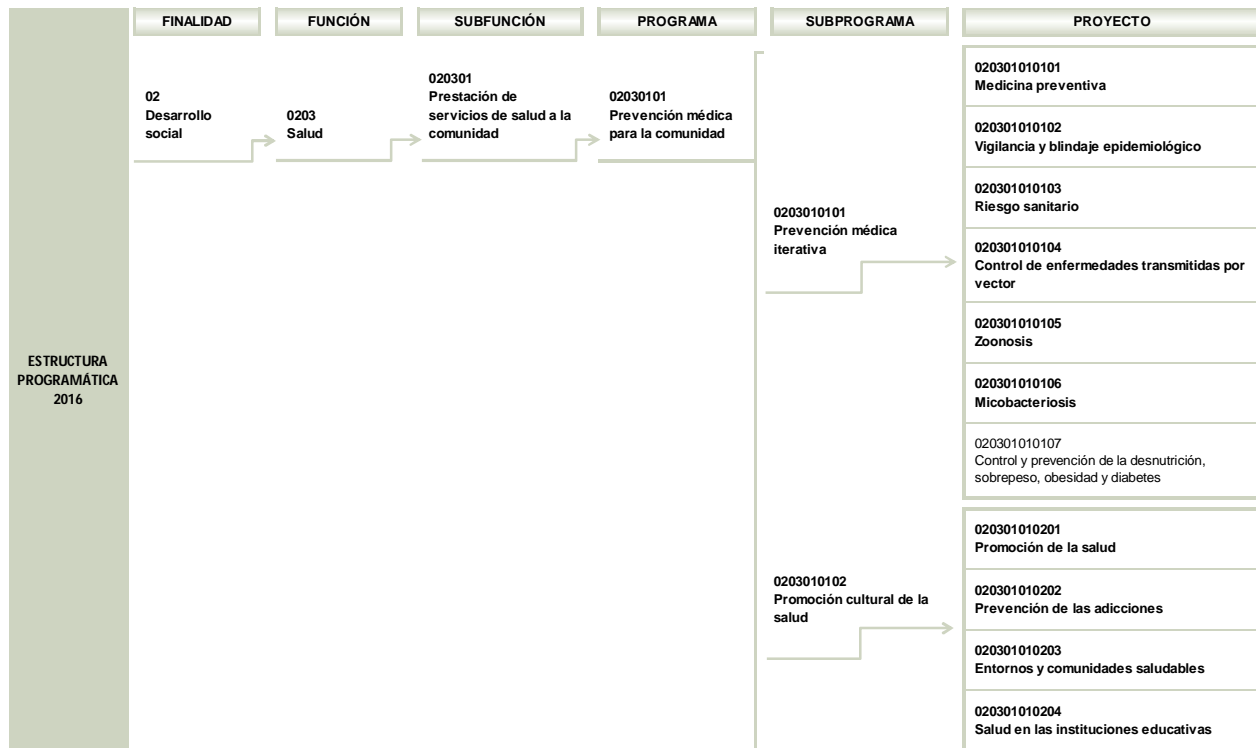 FINALIDAD
FUNCIÓN
SUBFUNCIÓN
PROGRAMA
SUBPROGRAMA
PROYECTO
ESTRUCTURA
PROGRAMÁTICA
2016
02
Desarrollo
social
0203
Salud
020301
Prestación de
servicios de salud a la
comunidad
02030101
Prevención médica
para la comunidad
0203010101
Prevención médica
iterativa
020301010101
Medicina preventiva
020301010102
Vigilancia y blindaje epidemiológico
020301010103
Riesgo sanitario
020301010104
Control de enfermedades transmitidas por
vector
020301010105
Zoonosis
020301010106
Micobacteriosis
020301010107
Control y prevención de la desnutrición,
sobrepeso, obesidad y diabetes
0203010102
Promoción cultural de la
salud
020301010201
Promoción de la salud
020301010202
Prevención de las adicciones
020301010203
Entornos y comunidades saludables
020301010204
Salud en las instituciones educativas